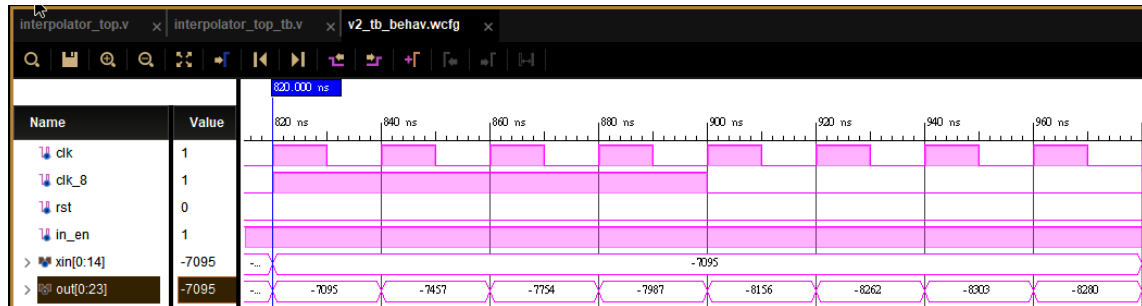 interpolator_top.v × interpolator_top_tb.v × v2_tb_behav.wcfg ×
820.000 ns
Name Value 820 ns 840 ns 860 ns 880 ns 900 ns 920 ns 940 ns 960 ns
clk 1
clk_8 1
rst 0
in_en 1
xin[0:14] -7095 -... -7095
out[0:23] -7095 -... -7095 -7457 -7754 -7987 -8156 -8262 -8303 -8280